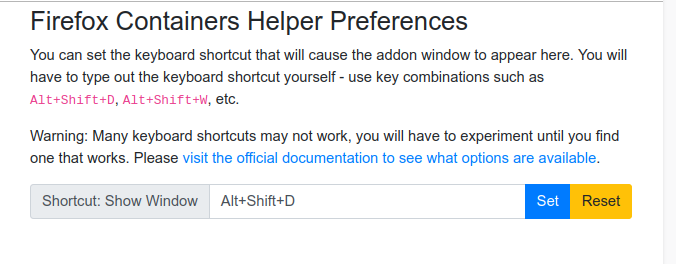 Firefox Containers Helper Preferences
You can set the keyboard shortcut that will cause the addon window to appear here. You will
have to type out the keyboard shortcut yourself - use key combinations such as
Alt+Shift+D, Alt+Shift+W, etc.
Warning: Many keyboard shortcuts may not work, you will have to experiment until you find
one that works. Please visit the official documentation to see what options are available.
Shortcut: Show Window Alt+Shift+D Set Reset